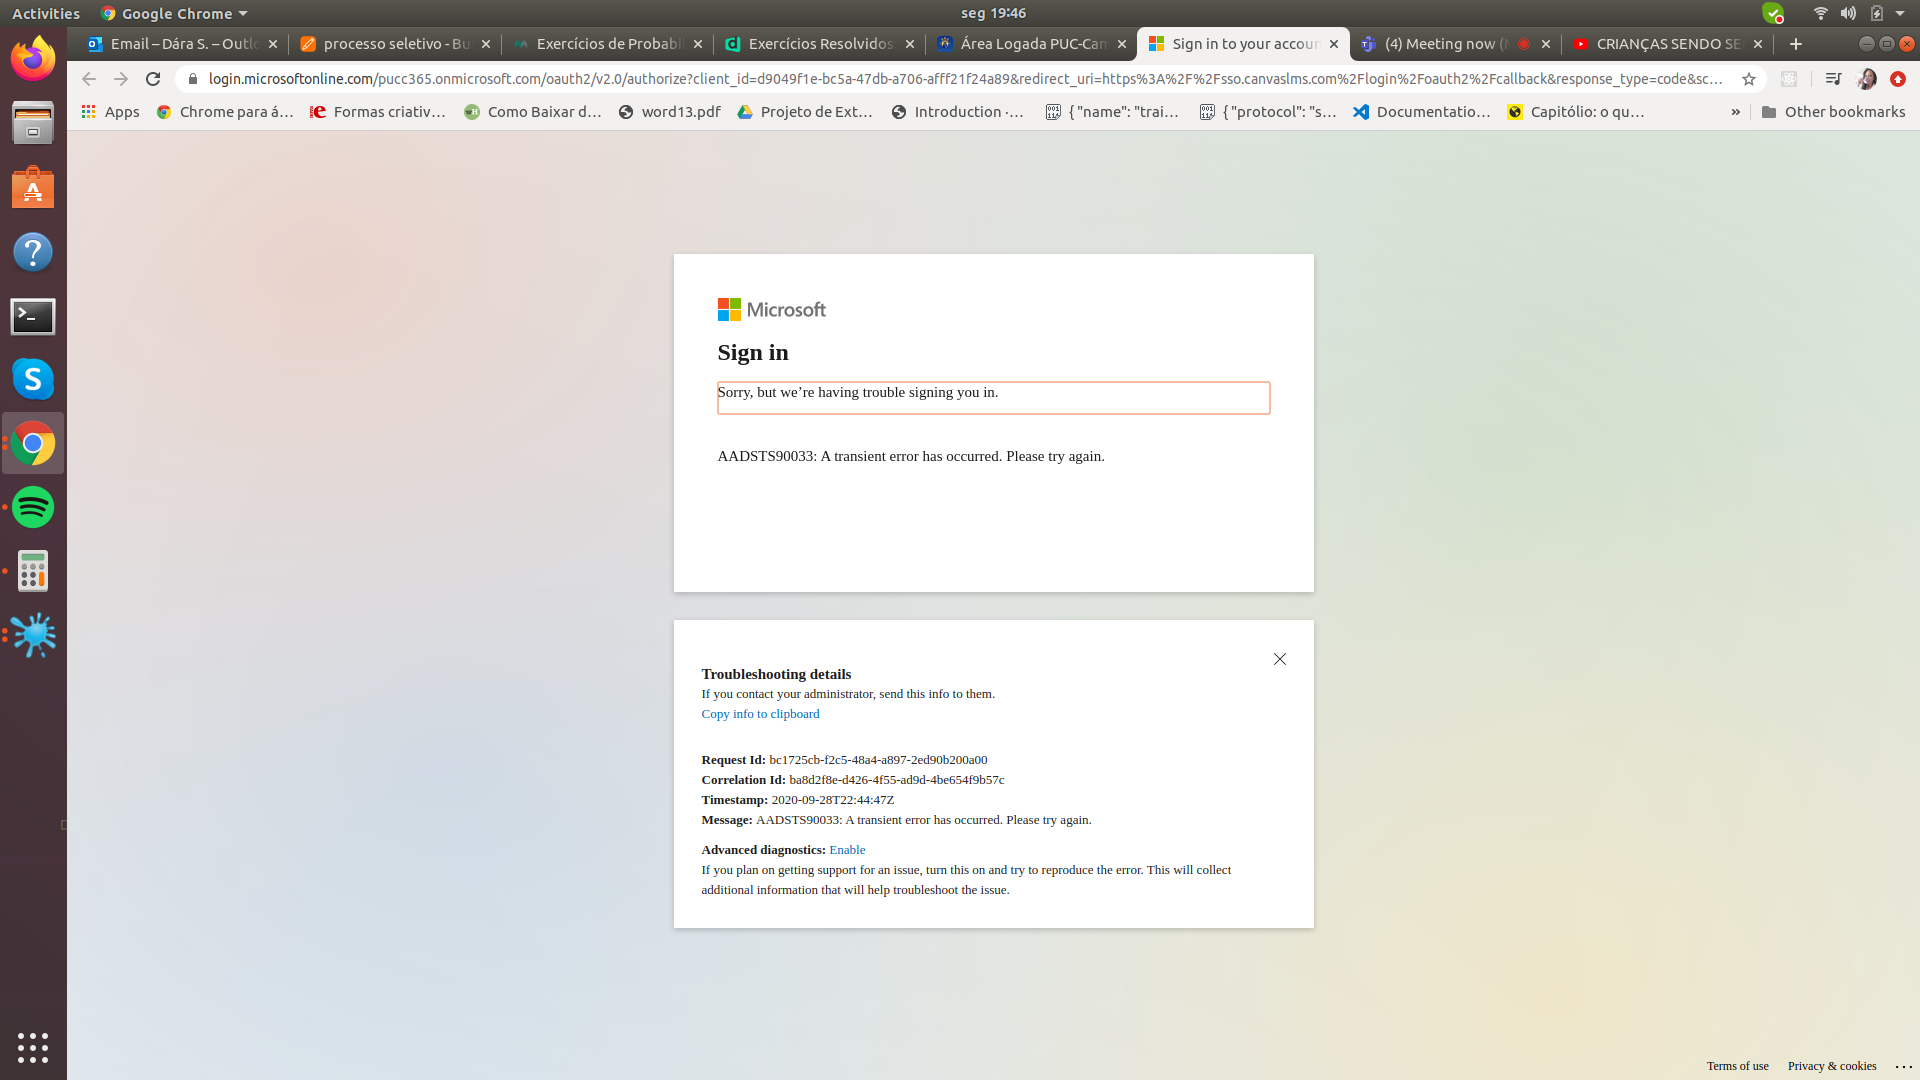 Activities
Google Chrome
seg 19:46
Email – Dára S. – Outlo
processo seletivo - Bu
Exercícios de Probabil
Exercícios Resolvidos
Área Logada PUC-Cam
Sign in to your accoun
(4) Meeting now (
CRIANÇAS SENDO SE
login.microsoftonline.com/pucc365.onmicrosoft.com/oauth2/v2.0/authorize?client_id=d9049f1e-bc5a-47db-a706-afff21f24a89&redirect_uri=https%3A%2F%2Fsso.canvaslms.com%2Flogin%2Foauth2%2Fcallback&response_type=code&sc...
Apps
Chrome para á...
Formas criativ...
Como Baixar d...
word13.pdf
Projeto de Ext...
Introduction ·...
{ "name": "trai...
{ "protocol": "s...
Documentatio...
Capitólio: o qu...
»
Other bookmarks
Microsoft
Sign in
Sorry, but we’re having trouble signing you in.
AADSTS90033: A transient error has occurred. Please try again.
Troubleshooting details
If you contact your administrator, send this info to them.
Copy info to clipboard
Request Id: bc1725cb-f2c5-48a4-a897-2ed90b200a00
Correlation Id: ba8d2f8e-d426-4f55-ad9d-4be654f9b57c
Timestamp: 2020-09-28T22:44:47Z
Message: AADSTS90033: A transient error has occurred. Please try again.
Advanced diagnostics: Enable
If you plan on getting support for an issue, turn this on and try to reproduce the error. This will collect
additional information that will help troubleshoot the issue.
Terms of use
Privacy & cookies
...